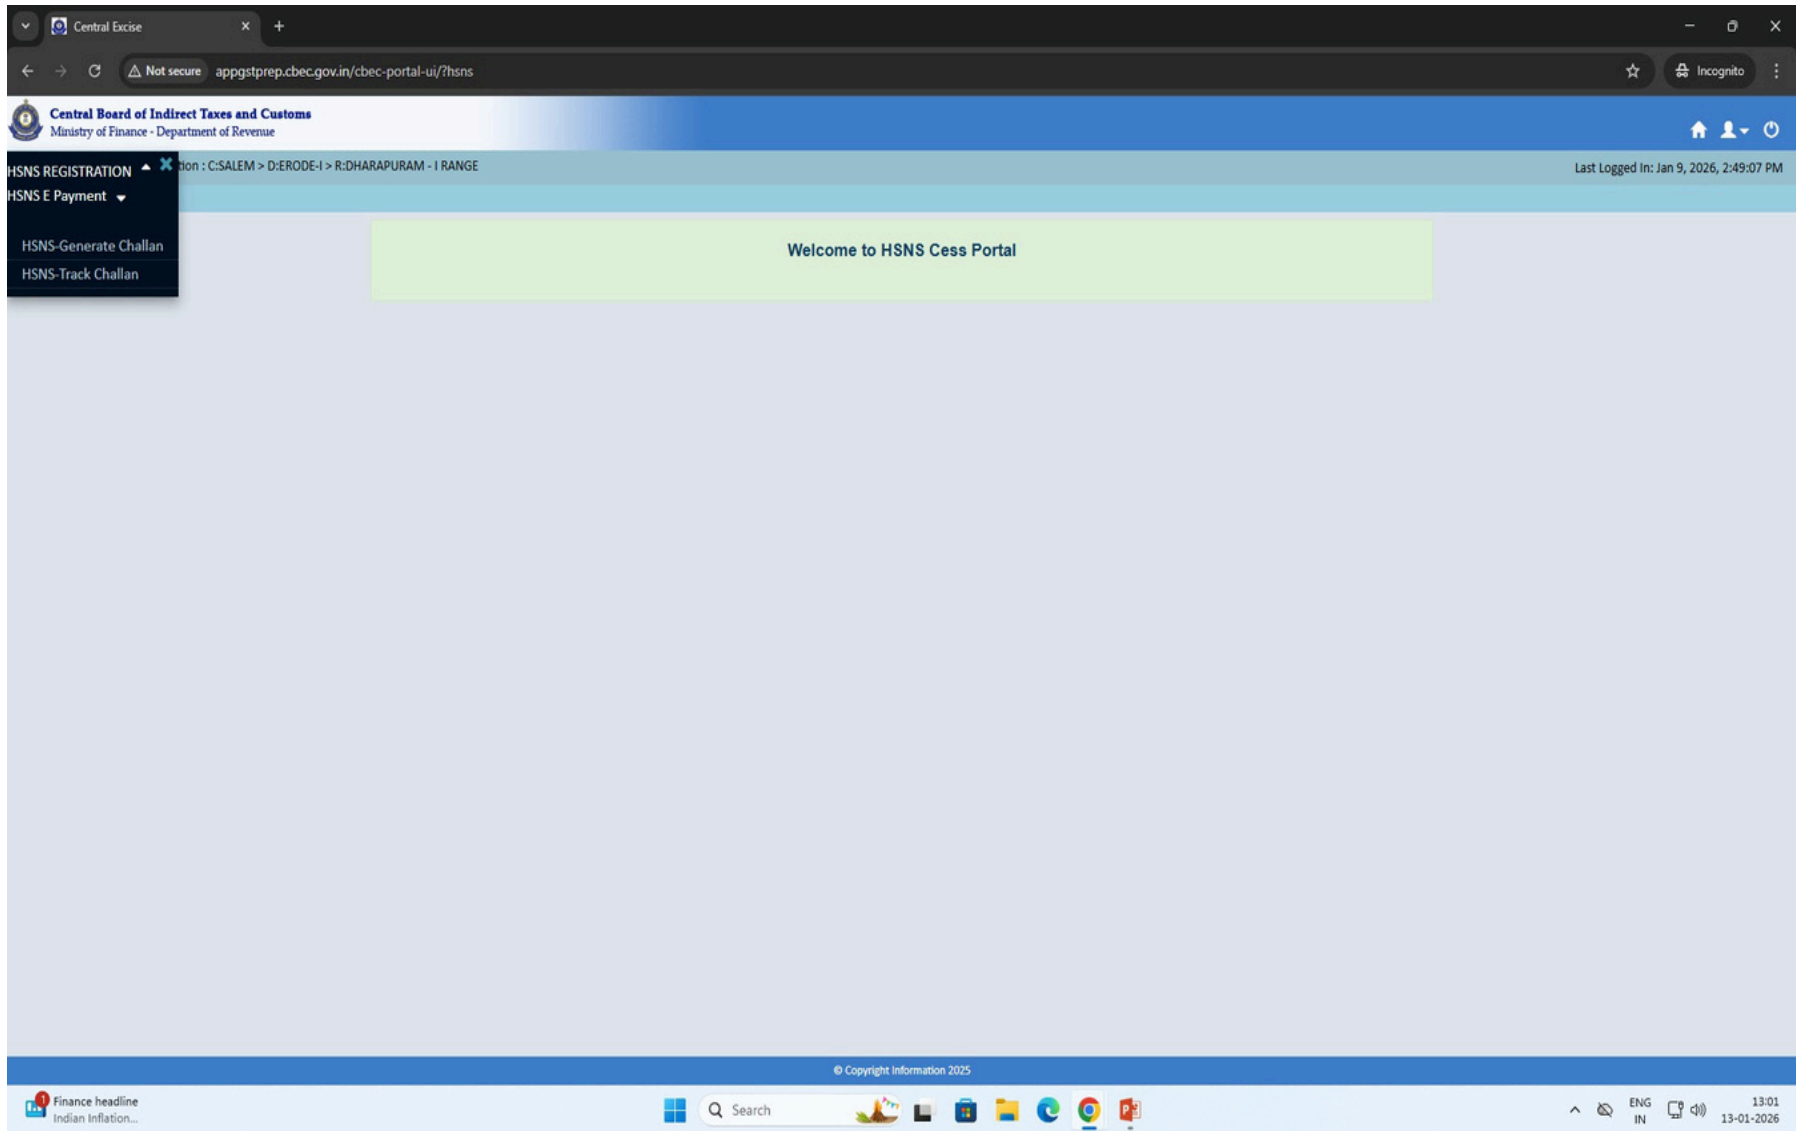 Central Excise
Not secure appgstprep.cbec.gov.in/cbec-portal-ui/?hsns
Incognito
Central Board of Indirect Taxes and Customs
Ministry of Finance - Department of Revenue
HSNS REGISTRATION
tion : C:SALEM > D:ERODE-I > R:DHARAPURAM - I RANGE
Last Logged In: Jan 9, 2026, 2:49:07 PM
HSNS E Payment
HSNS-Generate Challan
HSNS-Track Challan
Welcome to HSNS Cess Portal
© Copyright Information 2025
1
Finance headline
Indian Inflation...
Search
ENG
IN
13:01
13-01-2026